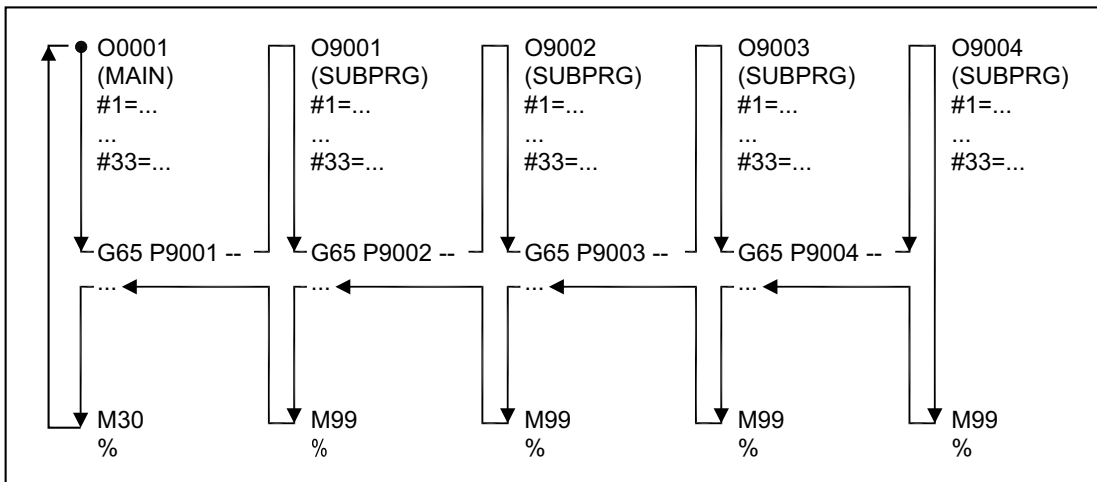 O0001
(MAIN)
#1=...
...
#33=...
G65 P9001 --
...
M30
%
O9001
(SUBPRG)
#1=...
...
#33=...
G65 P9002 --
...
M99
%
O9002
(SUBPRG)
#1=...
...
#33=...
G65 P9003 --
...
M99
%
O9003
(SUBPRG)
#1=...
...
#33=...
G65 P9004 --
...
M99
%
O9004
(SUBPRG)
#1=...
...
#33=...
M99
%